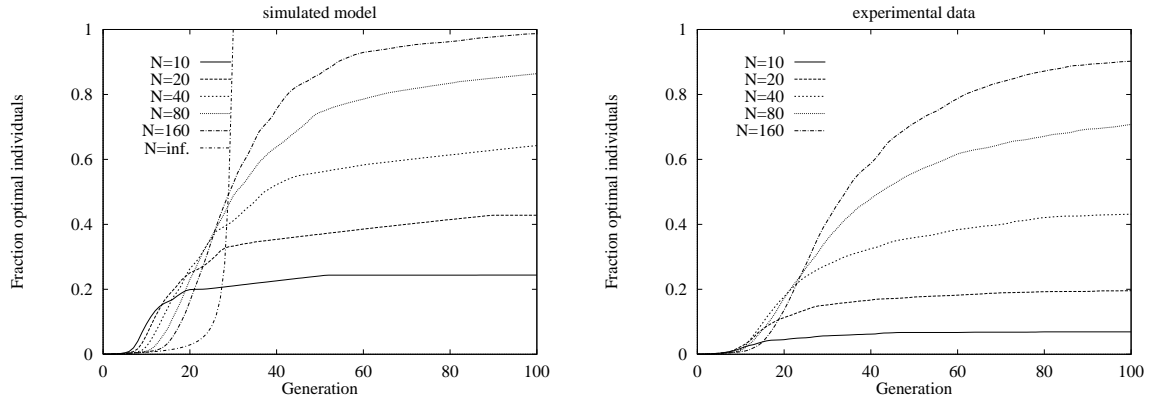 simulated model
1
0.8
0.6
0.4
0.2
0
0 20 40 60 80 100
Fraction optimal individuals
Generation
N=10
N=20
N=40
N=80
N=160
N=inf.
experimental data
1
0.8
0.6
0.4
0.2
0
0 20 40 60 80 100
Fraction optimal individuals
Generation
N=10
N=20
N=40
N=80
N=160